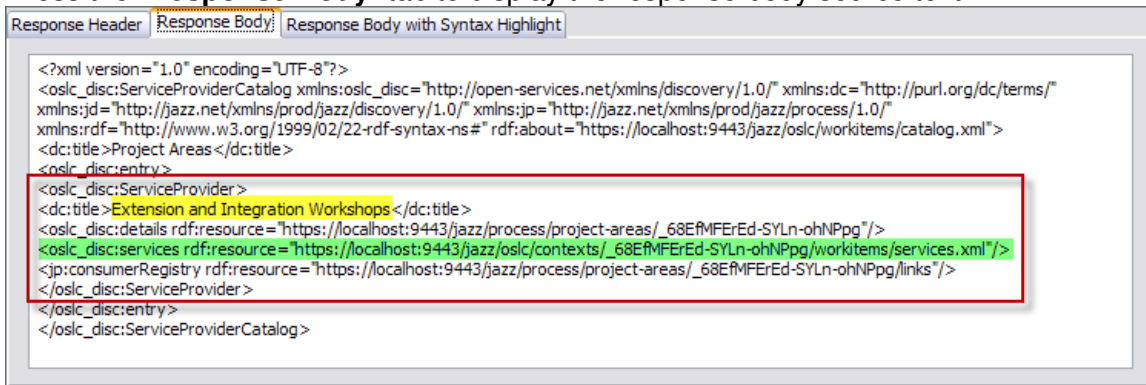 Response Header Response Body Response Body with Syntax Highlight
<?xml version="1.0" encoding="UTF-8"?>
<oslc_disc:ServiceProviderCatalog xmlns:oslc_disc="http://open-services.net/xmlns/discovery/1.0/" xmlns:dc="http://purl.org/dc/terms/"
xmlns:jd="http://jazz.net/xmlns/prod/jazz/discovery/1.0/" xmlns:jp="http://jazz.net/xmlns/prod/jazz/process/1.0/"
xmlns:rdf="http://www.w3.org/1999/02/22-rdf-syntax-ns#" rdf:about="https://localhost:9443/jazz/oslc/workitems/catalog.xml">
<dc:title>Project Areas</dc:title>
<oslc_disc:entry>
<oslc_disc:ServiceProvider>
<dc:title>Extension and Integration Workshops</dc:title>
<oslc_disc:details rdf:resource="https://localhost:9443/jazz/process/project-areas/_68EfMFErEd-SYLn-ohNPpg"/>
<oslc_disc:services rdf:resource="https://localhost:9443/jazz/oslc/contexts/_68EfMFErEd-SYLn-ohNPpg/workitems/services.xml"/>
<jp:consumerRegistry rdf:resource="https://localhost:9443/jazz/process/project-areas/_68EfMFErEd-SYLn-ohNPpg/links"/>
</oslc_disc:ServiceProvider>
</oslc_disc:entry>
</oslc_disc:ServiceProviderCatalog>